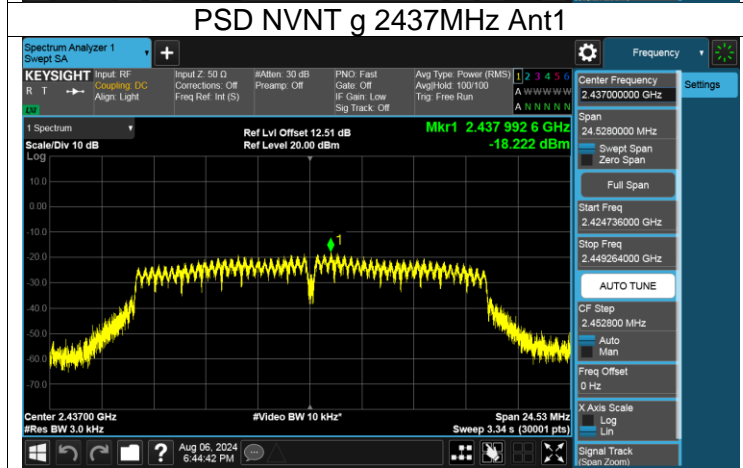 PSD NVNT g 2437MHz Ant1
Spectrum Analyzer 1
Swept SA
Frequency
KEYSIGHT
R T
Input: RF
Coupling: DC
Align: Light
Input Z: 50 Ω
Corrections: Off
Freq Ref: Int (S)
#Atten: 30 dB
Preamp: Off
PNO: Fast
Gate: Off
IF Gain: Low
Sig Track: Off
Avg Type: Power (RMS)
Avg|Hold: 100/100
Trig: Free Run
1 2 3 4 5 6
A W W W W W
A N N N N N
Center Frequency
2.437000000 GHz
Settings
Span
24.5280000 MHz
Swept Span
Zero Span
Full Span
Start Freq
2.424736000 GHz
Stop Freq
2.449264000 GHz
AUTO TUNE
CF Step
2.452800 MHz
Auto
Man
Freq Offset
0 Hz
X Axis Scale
Log
Lin
Signal Track
(Span Zoom)
1 Spectrum
Scale/Div 10 dB
Log
Ref Lvl Offset 12.51 dB
Ref Level 20.00 dBm
Mkr1 2.437 992 6 GHz
-18.222 dBm
10.0
0.00
-10.0
-20.0
-30.0
-40.0
-50.0
-60.0
-70.0
1
Center 2.43700 GHz
#Res BW 3.0 kHz
#Video BW 10 kHz*
Span 24.53 MHz
Sweep 3.34 s (30001 pts)
Aug 06, 2024
6:44:42 PM